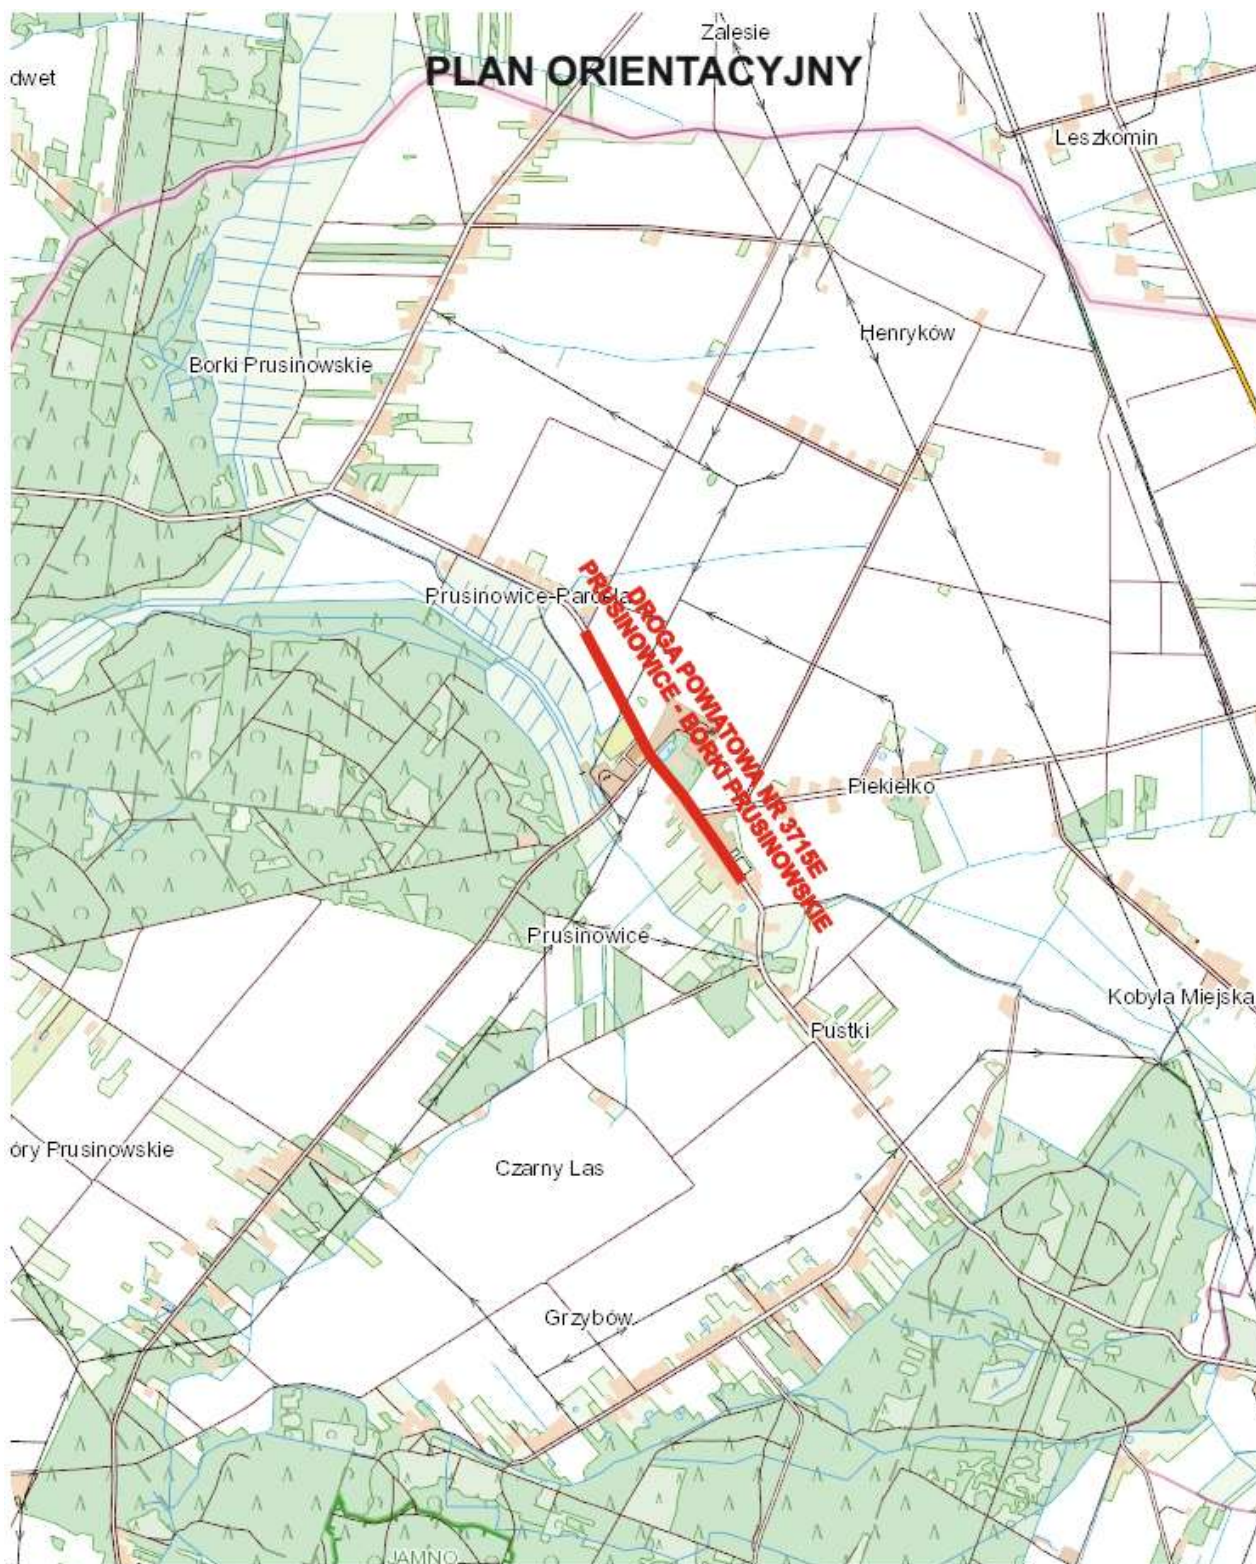 Zalesie
PLAN ORIENTACYJNY
dwet
Leszkomin
Henryków
Borki Prusinowskie
Prusinowice-Parcela
DROGA POWIATOWA NR 3715E
PRUSINOWICE - BORKI PRUSINOWSKIE
Piekiełko
Prusinowice
Kobyla Miejska
Pustki
óry Prusinowskie
Czarny Las
Grzybów
JAMNO